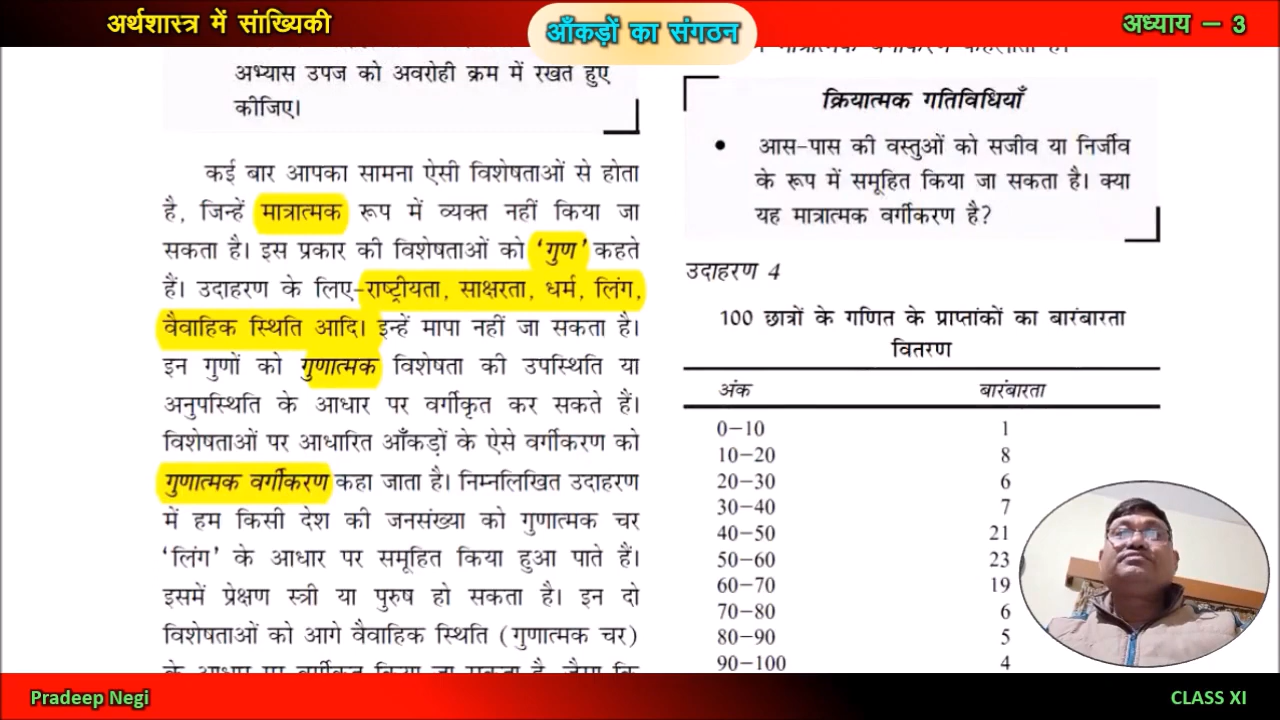 अर्थशास्त्र में सांख्यिकी
आँकड़ों का संगठन
अध्याय – 3
अभ्यास उपज को अवरोही क्रम में रखते हुए
कीजिए।
कई बार आपका सामना ऐसी विशेषताओं से होता
है, जिन्हें मात्रात्मक रूप में व्यक्त नहीं किया जा
सकता है। इस प्रकार की विशेषताओं को ‘गुण’ कहते
हैं। उदाहरण के लिए-राष्ट्रीयता, साक्षरता, धर्म, लिंग,
वैवाहिक स्थिति आदि। इन्हें मापा नहीं जा सकता है।
इन गुणों को गुणात्मक विशेषता की उपस्थिति या
अनुपस्थिति के आधार पर वर्गीकृत कर सकते हैं।
विशेषताओं पर आधारित आँकड़ों के ऐसे वर्गीकरण को
गुणात्मक वर्गीकरण कहा जाता है। निम्नलिखित उदाहरण
में हम किसी देश की जनसंख्या को गुणात्मक चर
‘लिंग’ के आधार पर समूहित किया हुआ पाते हैं।
इसमें प्रेक्षण स्त्री या पुरुष हो सकता है। इन दो
विशेषताओं को आगे वैवाहिक स्थिति (गुणात्मक चर)
क्रियात्मक गतिविधियाँ
• आस-पास की वस्तुओं को सजीव या निर्जीव
के रूप में समूहित किया जा सकता है। क्या
यह मात्रात्मक वर्गीकरण है?
उदाहरण 4
100 छात्रों के गणित के प्राप्तांकों का बारंबारता
वितरण
अंक बारंबारता
0–10 1
10–20 8
20–30 6
30–40 7
40–50 21
50–60 23
60–70 19
70–80 6
80–90 5
90–100 4
Pradeep Negi
CLASS XI